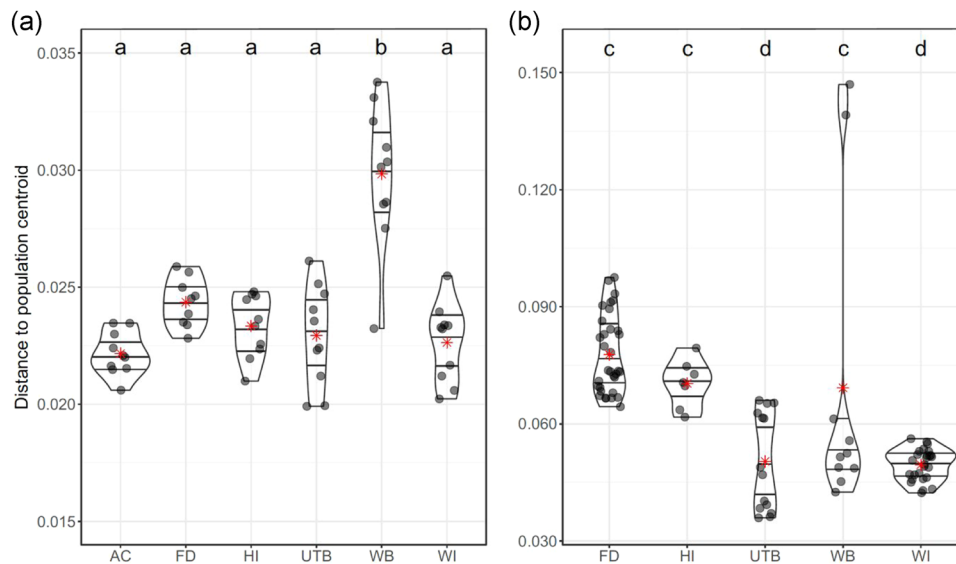 (a)
a a a a b a
0.035
0.030
0.025
0.020
0.015
Distance to population centroid
AC FD HI UTB WB WI
(b)
c c d c d
0.150
0.120
0.090
0.060
0.030
FD HI UTB WB WI